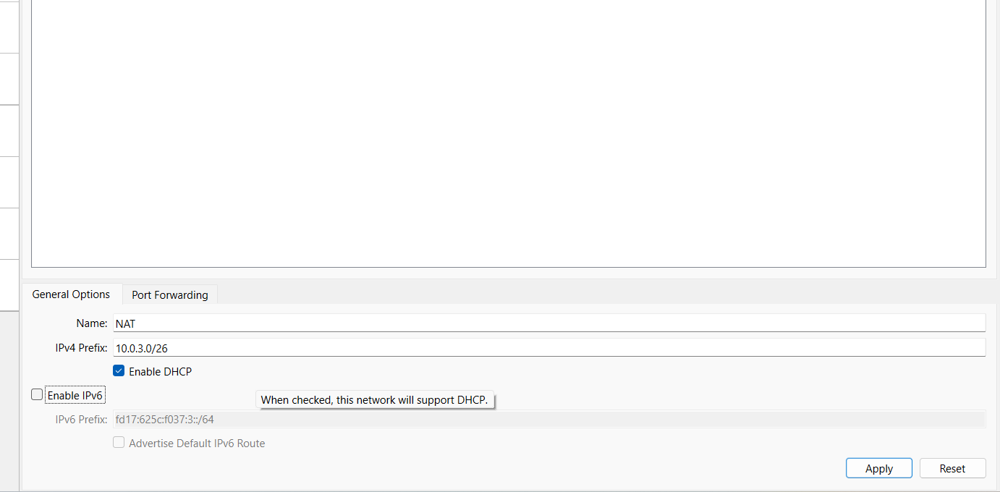 General Options
Port Forwarding
Name: NAT
IPv4 Prefix: 10.0.3.0/26
Enable DHCP
Enable IPv6
When checked, this network will support DHCP.
IPv6 Prefix: fd17:625c:f037:3::/64
Advertise Default IPv6 Route
Apply
Reset